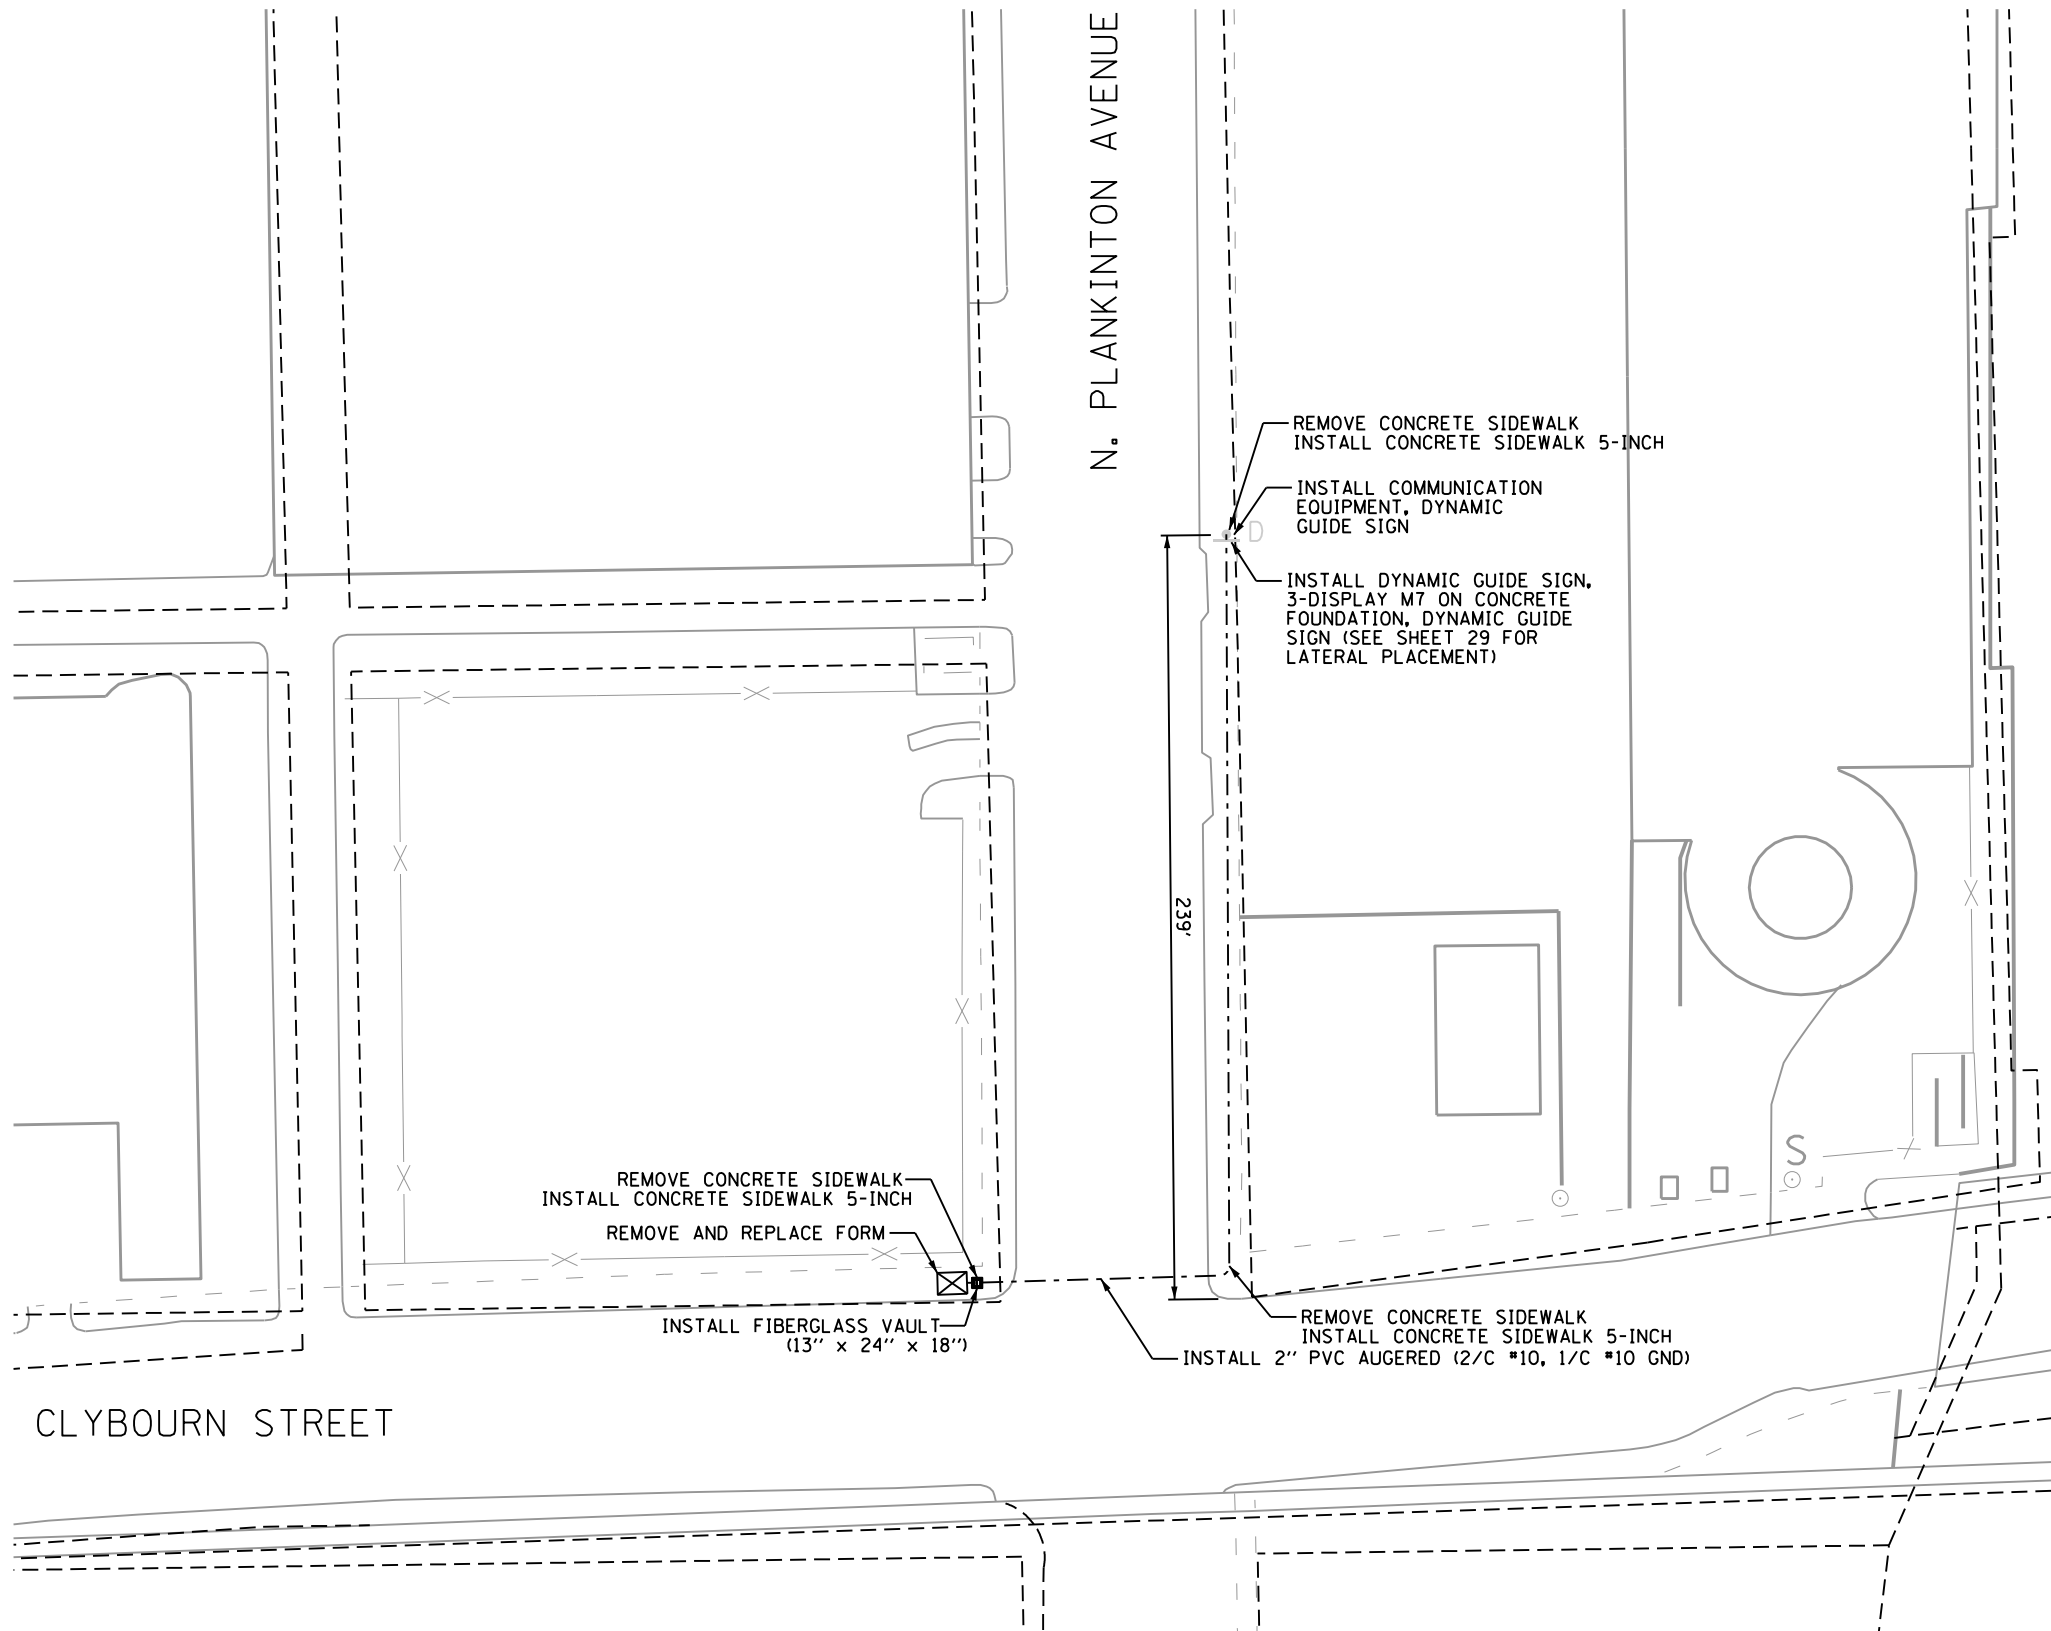 N. PLANKINTON AVENUE
REMOVE CONCRETE SIDEWALK
INSTALL CONCRETE SIDEWALK 5-INCH
INSTALL COMMUNICATION
EQUIPMENT, DYNAMIC
GUIDE SIGN
D
INSTALL DYNAMIC GUIDE SIGN,
3-DISPLAY M7 ON CONCRETE
FOUNDATION, DYNAMIC GUIDE
SIGN (SEE SHEET 29 FOR
LATERAL PLACEMENT)
239'
S
REMOVE CONCRETE SIDEWALK
INSTALL CONCRETE SIDEWALK 5-INCH
REMOVE AND REPLACE FORM
INSTALL FIBERGLASS VAULT
(13" x 24" x 18")
REMOVE CONCRETE SIDEWALK
INSTALL CONCRETE SIDEWALK 5-INCH
INSTALL 2" PVC AUGERED (2/C #10, 1/C #10 GND)
CLYBOURN STREET